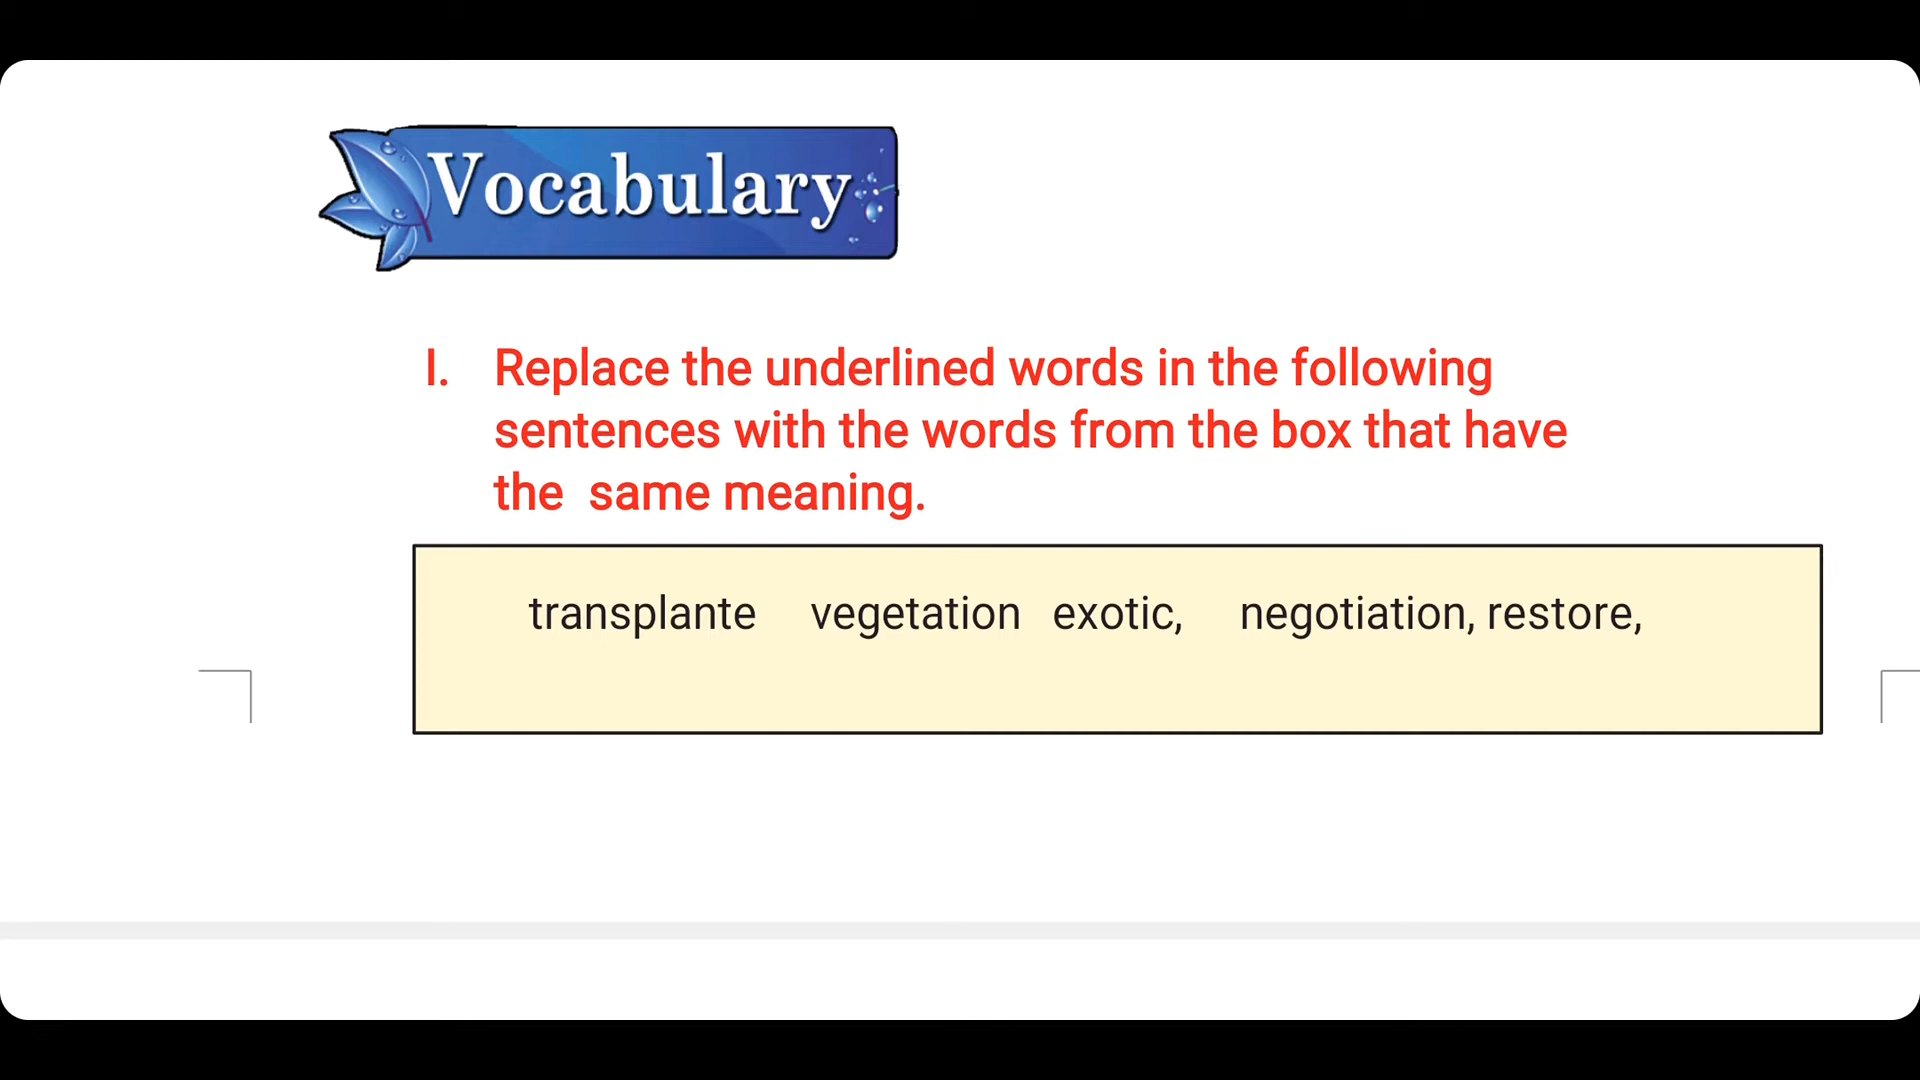 Vocabulary
I. Replace the underlined words in the following
sentences with the words from the box that have
the same meaning.
transplante vegetation exotic, negotiation, restore,